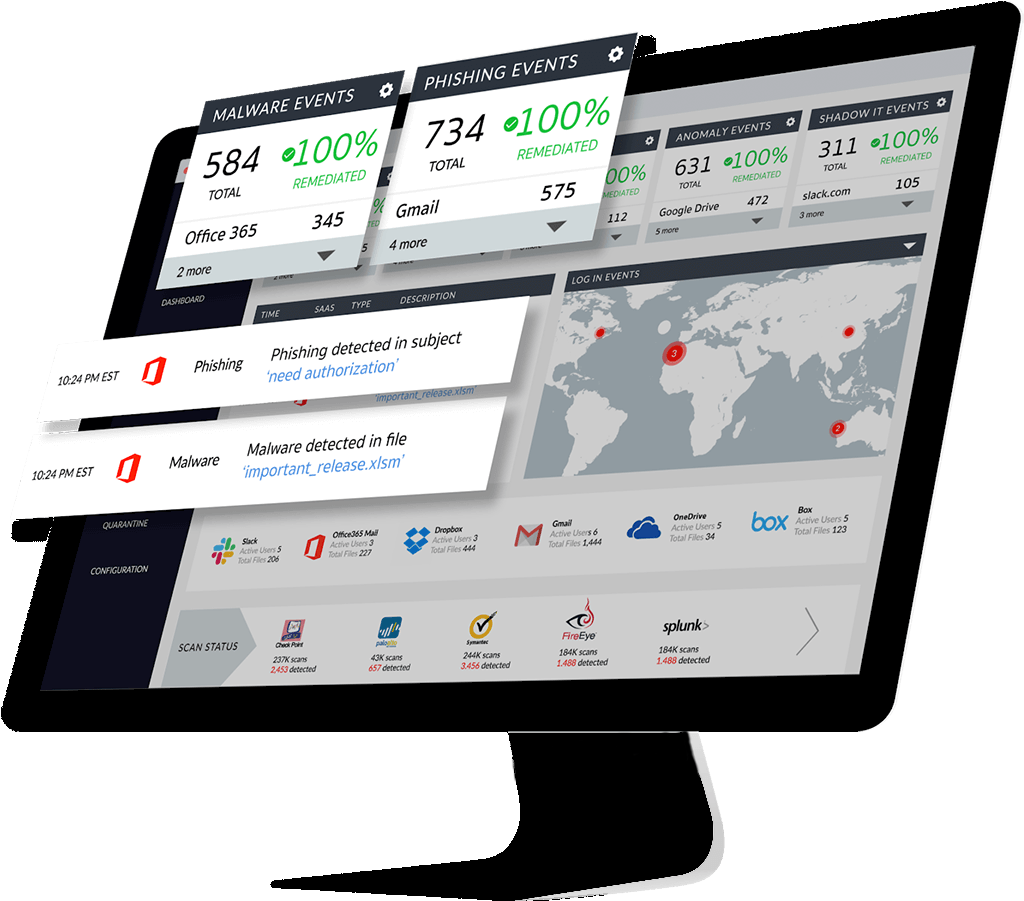 MALWARE EVENTS
584
TOTAL
100%
REMEDIATED
Office 365 345
2 more
PHISHING EVENTS
734
TOTAL
100%
REMEDIATED
Gmail 575
4 more
112
ANOMALY EVENTS
631
TOTAL
100%
REMEDIATED
Google Drive 472
5 more
SHADOW IT EVENTS
311
TOTAL
100%
REMEDIATED
slack.com 105
3 more
DASHBOARD
QUARANTINE
CONFIGURATION
TIME SAAS TYPE DESCRIPTION
10:24 PM EST Phishing Phishing detected in subject
'need authorization'
'important_release.xlsm'
10:24 PM EST Malware Malware detected in file
'important_release.xlsm'
LOG IN EVENTS
3
2
Slack
Active Users 5
Total Files 206
Office365 Mail
Active Users 3
Total Files 227
Dropbox
Active Users 3
Total Files 444
Gmail
Active Users 6
Total Files 1,444
OneDrive
Active Users 5
Total Files 34
box
Box
Active Users 5
Total Files 123
SCAN STATUS
Check Point
237K scans
2,453 detected
paloalto
43K scans
657 detected
Symantec
244K scans
3.456 detected
FireEye
184K scans
1.488 detected
splunk>
184K scans
1.488 detected